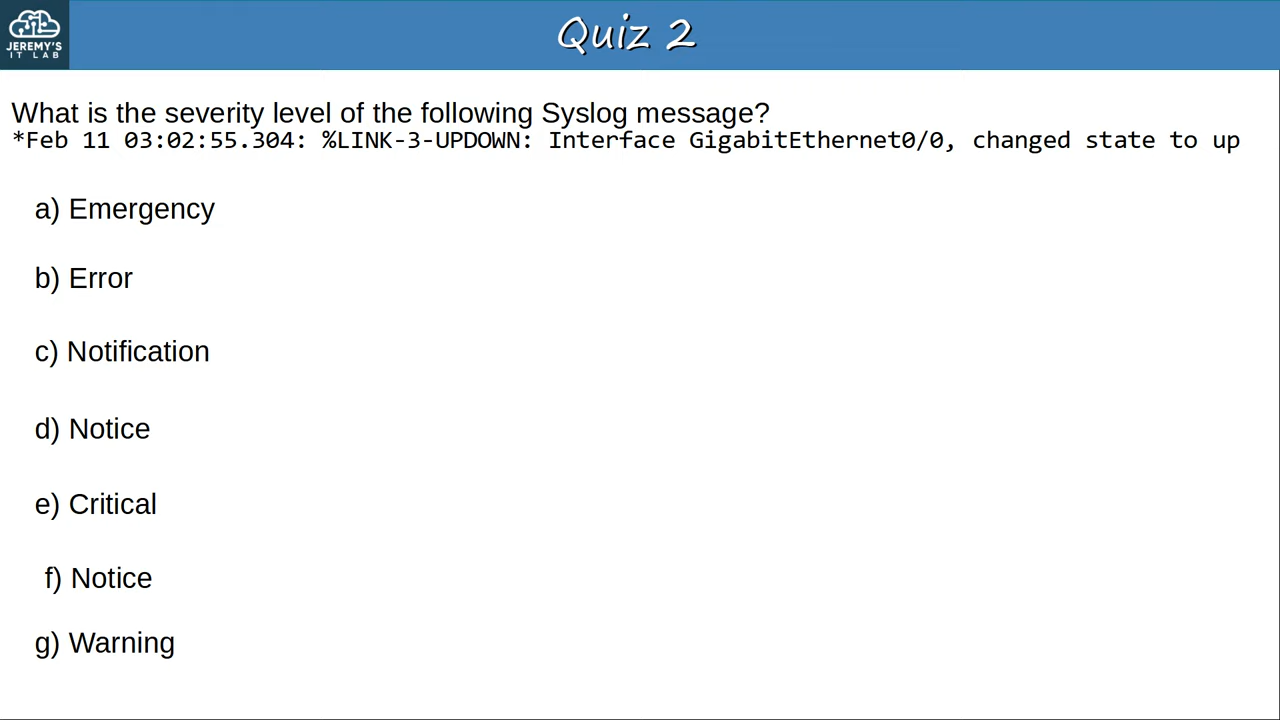 JEREMY'S
IT LAB
Quiz 2
What is the severity level of the following Syslog message?
*Feb 11 03:02:55.304: %LINK-3-UPDOWN: Interface GigabitEthernet0/0, changed state to up
a) Emergency
b) Error
c) Notification
d) Notice
e) Critical
f) Notice
g) Warning